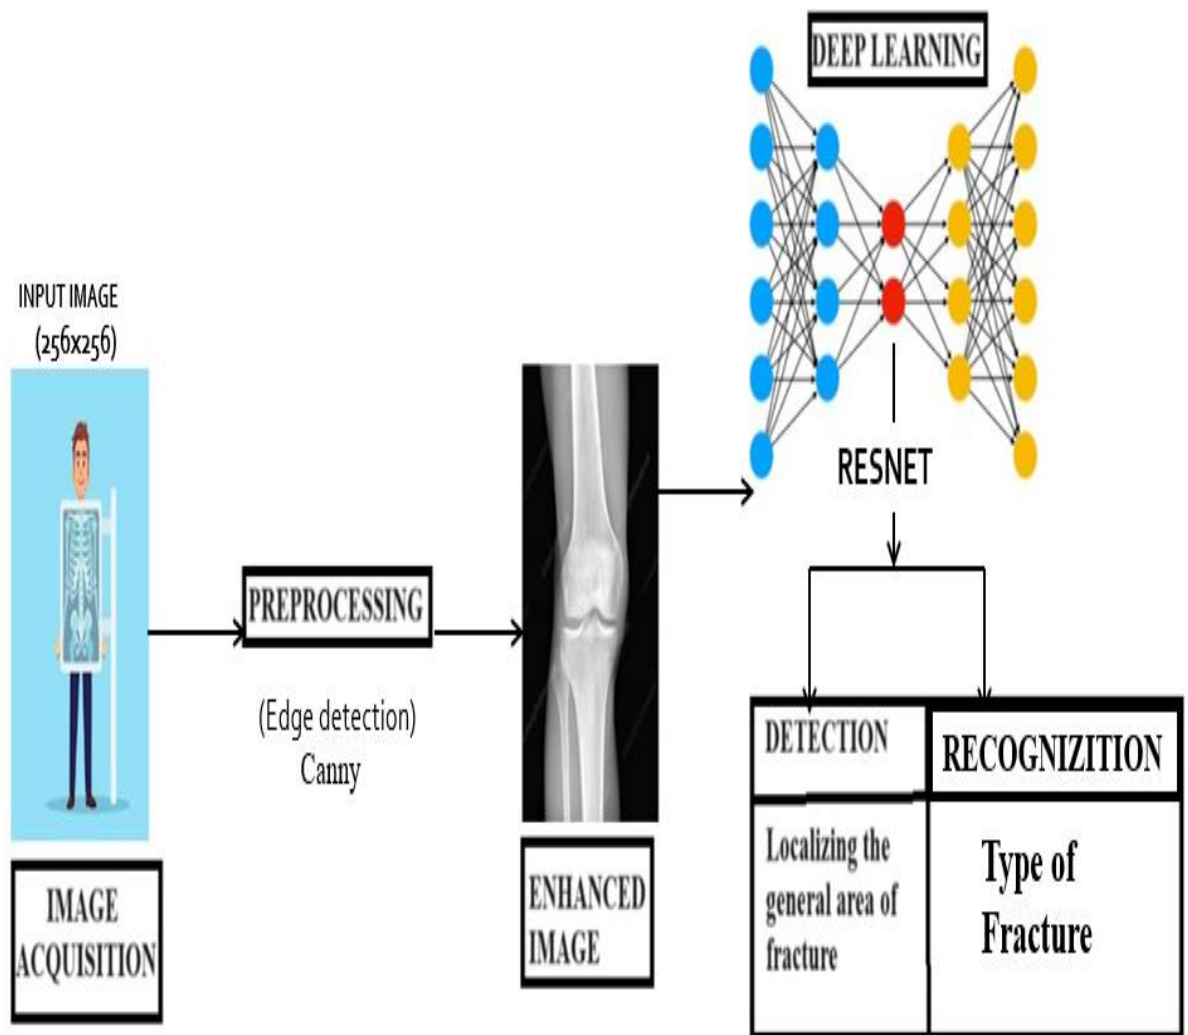 DEEP LEARNING
INPUT IMAGE
(256x256)
RESNET
PREPROCESSING
(Edge detection)
Canny
IMAGE
ACQUISITION
ENHANCED
IMAGE
DETECTION
RECOGNIZITION
Localizing the
general area of
fracture
Type of
Fracture